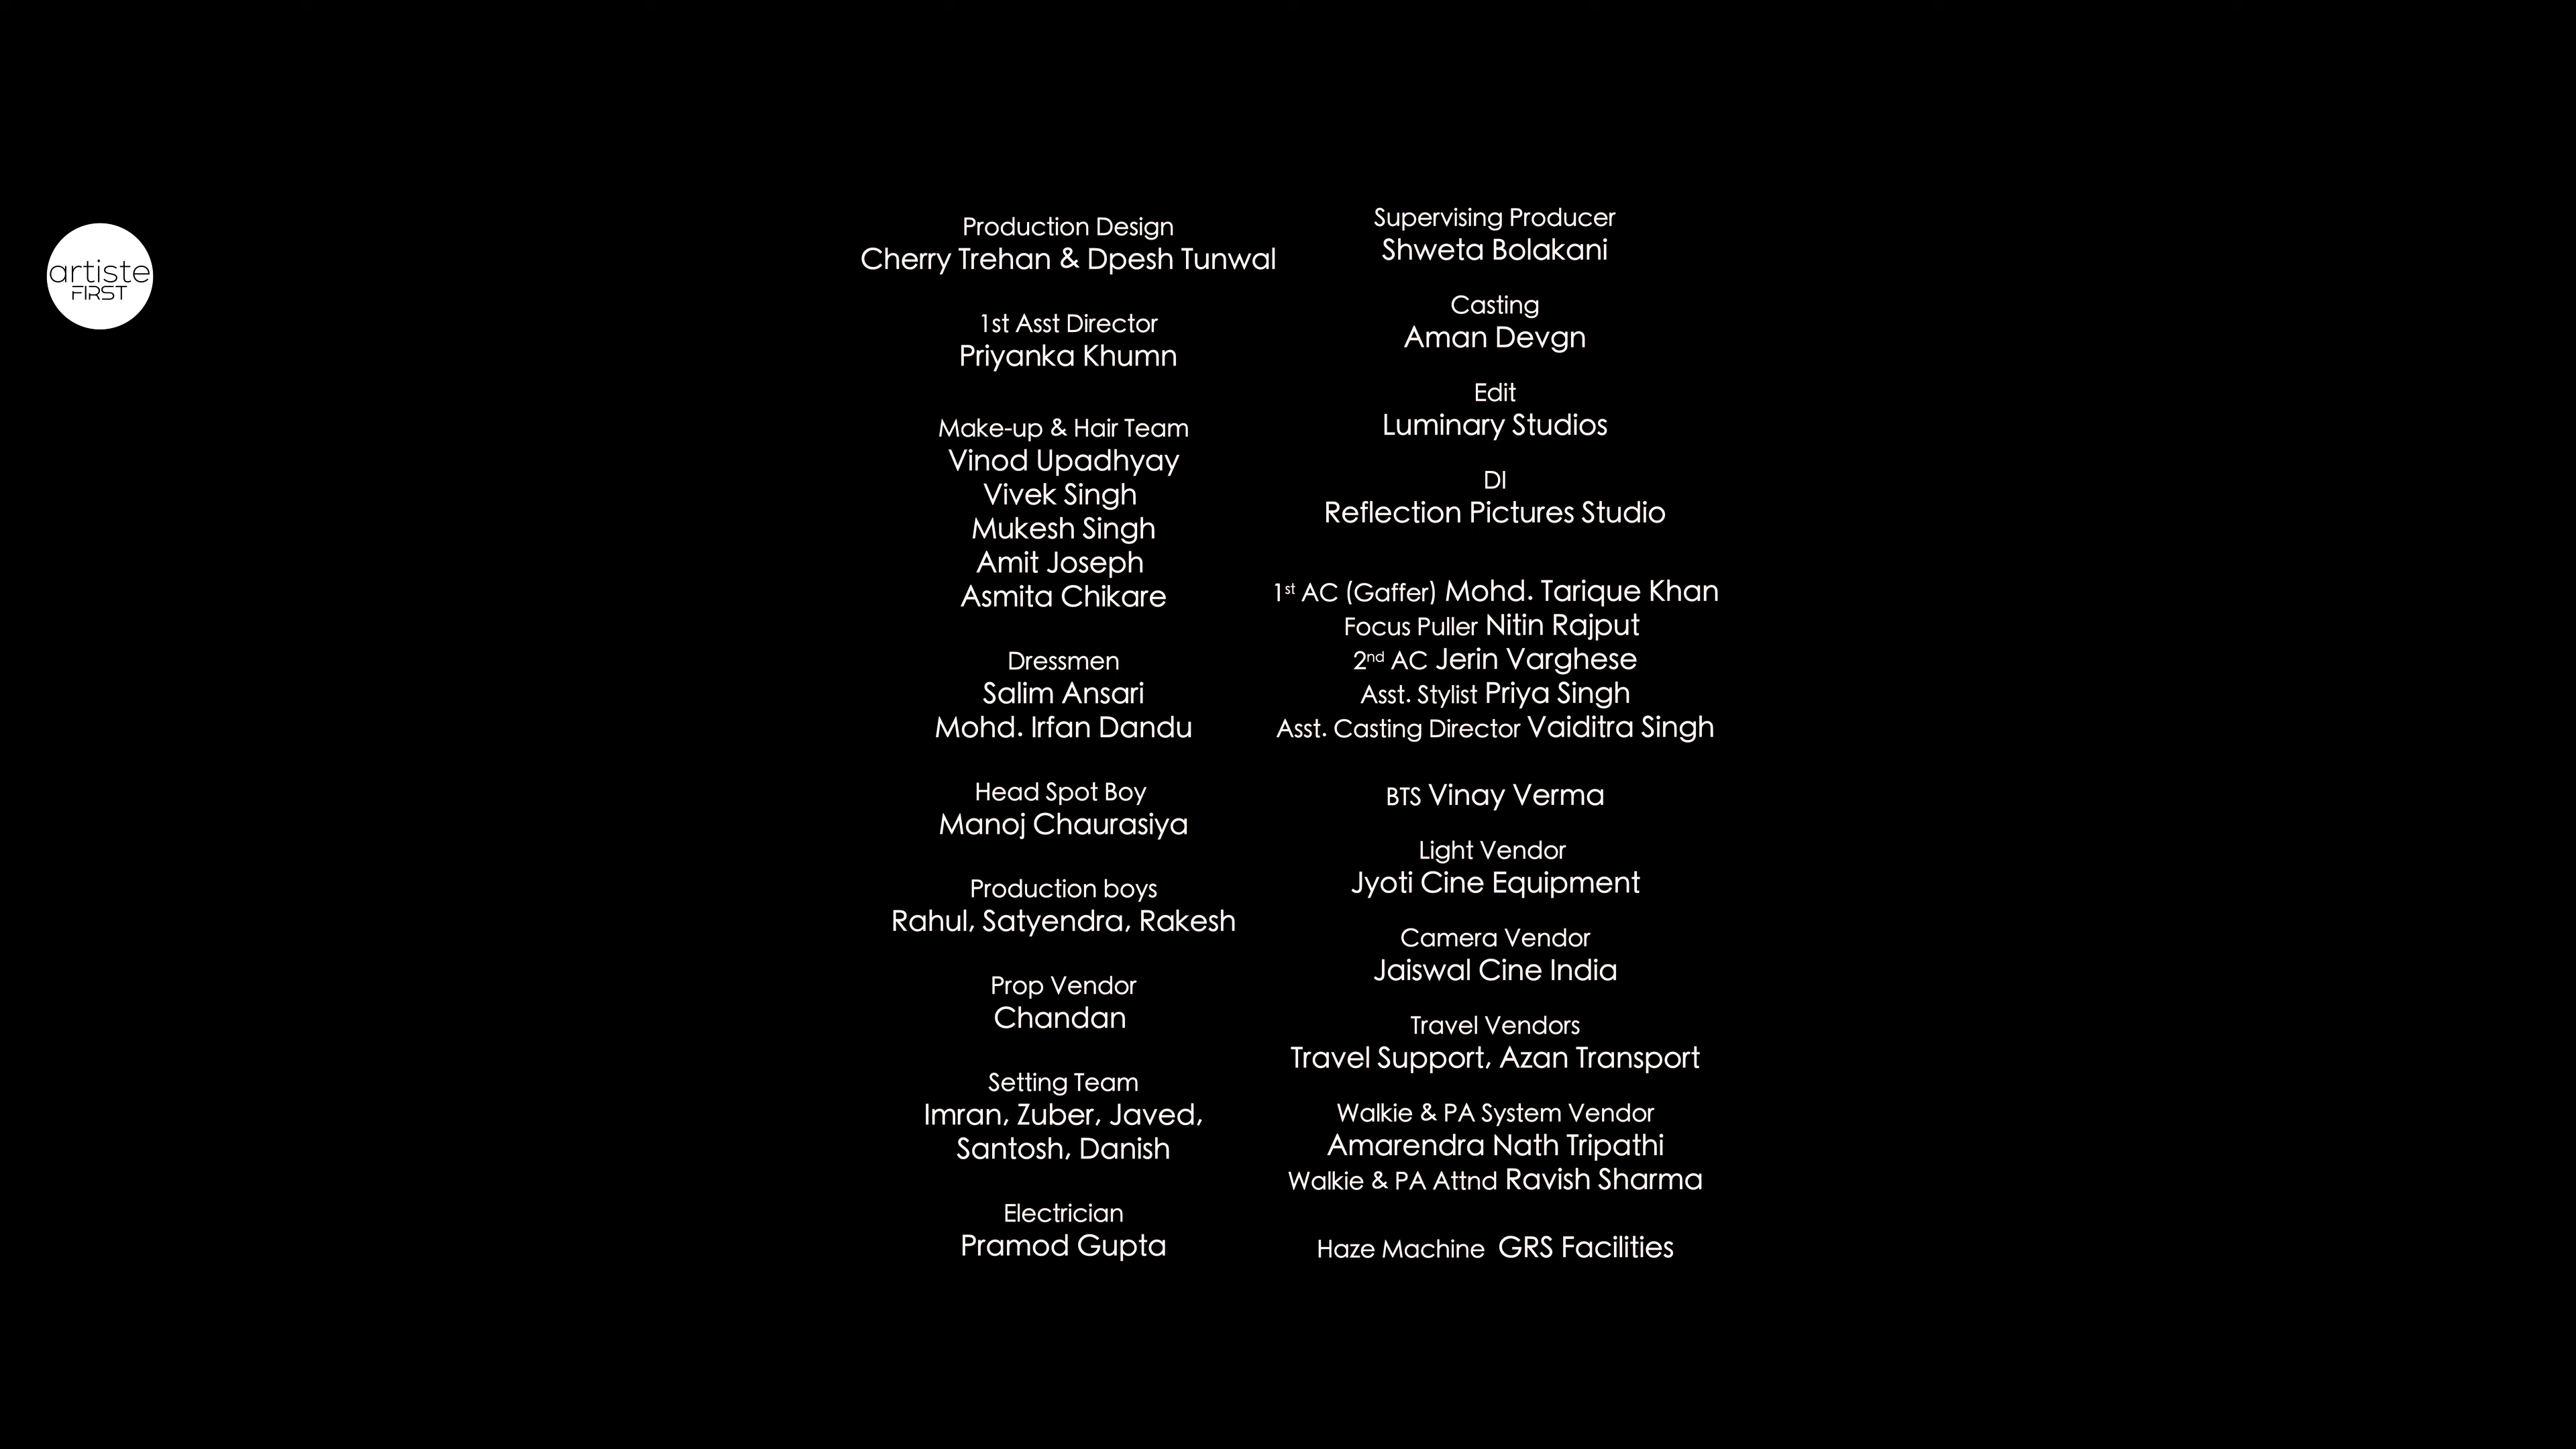 artiste
FIRST
Production Design
Cherry Trehan & Dpesh Tunwal
1st Asst Director
Priyanka Khumn
Make-up & Hair Team
Vinod Upadhyay
Vivek Singh
Mukesh Singh
Amit Joseph
Asmita Chikare
Dressmen
Salim Ansari
Mohd. Irfan Dandu
Head Spot Boy
Manoj Chaurasiya
Production boys
Rahul, Satyendra, Rakesh
Prop Vendor
Chandan
Setting Team
Imran, Zuber, Javed,
Santosh, Danish
Electrician
Pramod Gupta
Supervising Producer
Shweta Bolakani
Casting
Aman Devgn
Edit
Luminary Studios
DI
Reflection Pictures Studio
1st AC (Gaffer) Mohd. Tarique Khan
Focus Puller Nitin Rajput
2nd AC Jerin Varghese
Asst. Stylist Priya Singh
Asst. Casting Director Vaiditra Singh
BTS Vinay Verma
Light Vendor
Jyoti Cine Equipment
Camera Vendor
Jaiswal Cine India
Travel Vendors
Travel Support, Azan Transport
Walkie & PA System Vendor
Amarendra Nath Tripathi
Walkie & PA Attnd Ravish Sharma
Haze Machine GRS Facilities